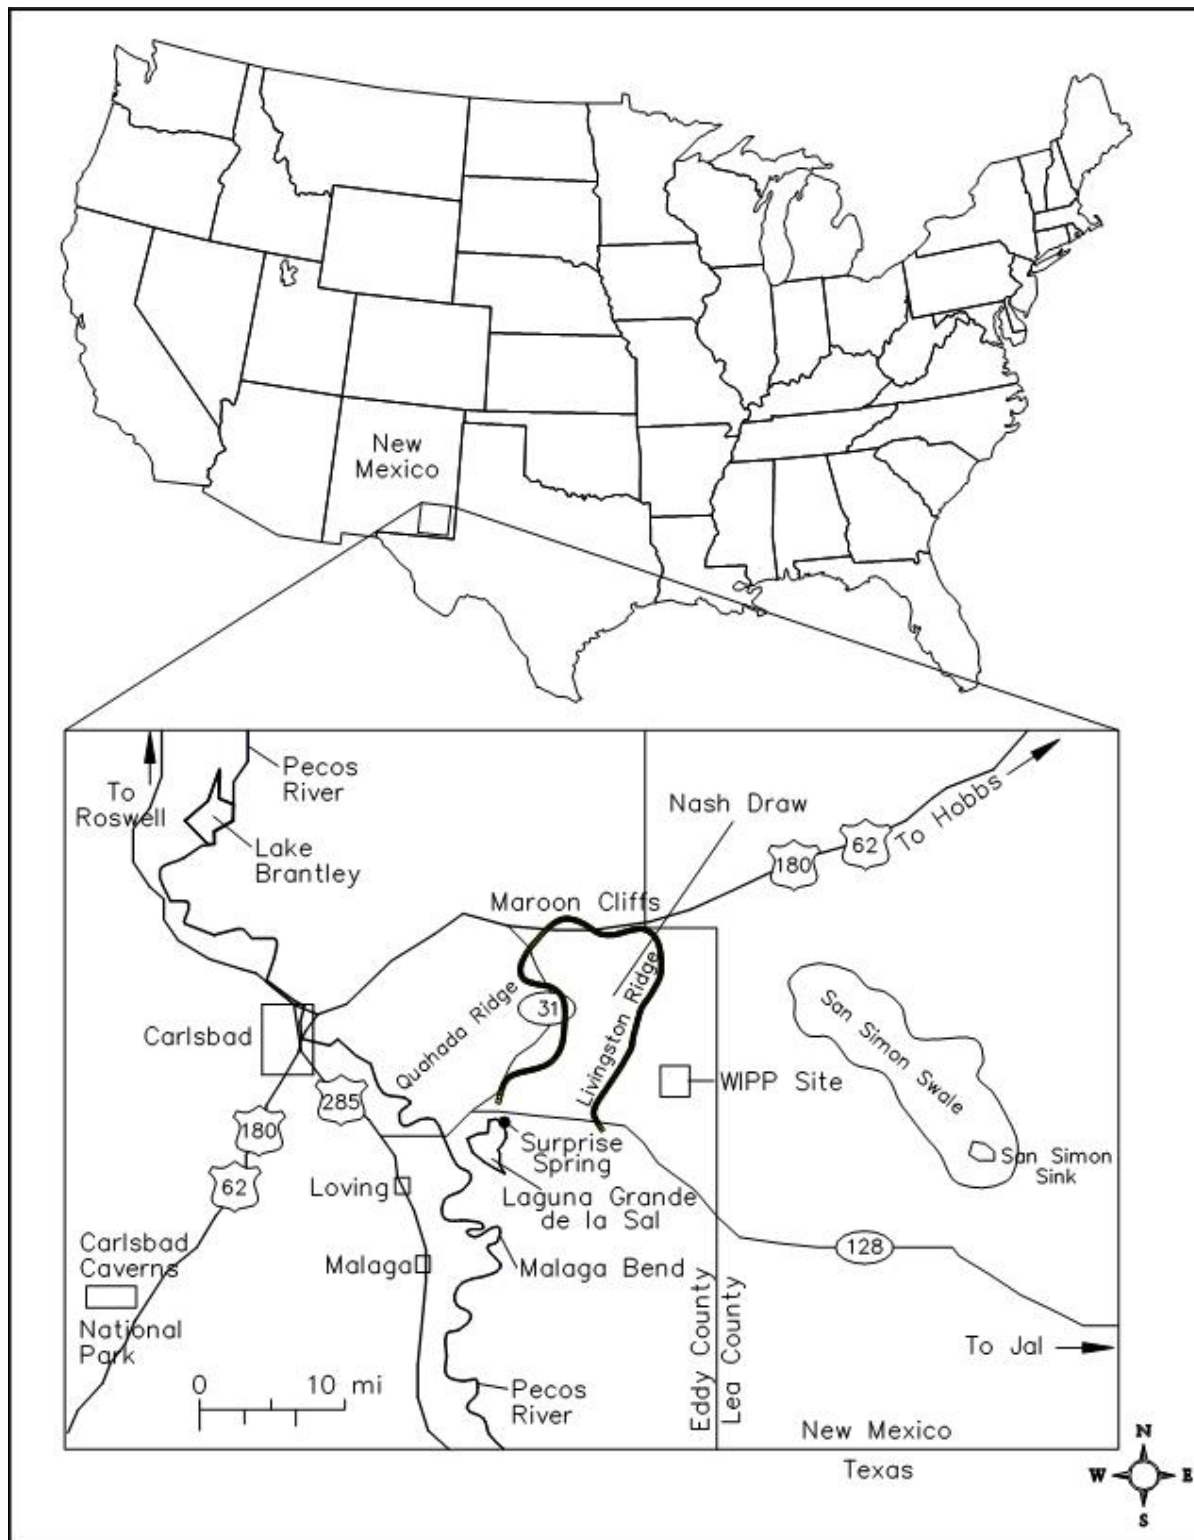 New
Mexico
To
Roswell
Pecos
River
Lake
Brantley
Nash Draw
To Hobbs
62
180
Maroon Cliffs
Quahada Ridge
31
Livingston Ridge
San Simon Swale
Carlsbad
WIPP Site
285
180
62
Surprise
Spring
San Simon
Sink
Loving
Laguna Grande
de la Sal
Carlsbad
Caverns
National
Park
Malaga
Malaga Bend
128
Eddy County
Lea County
To Jal
0 10 mi
Pecos
River
New Mexico
Texas
N
W E
S